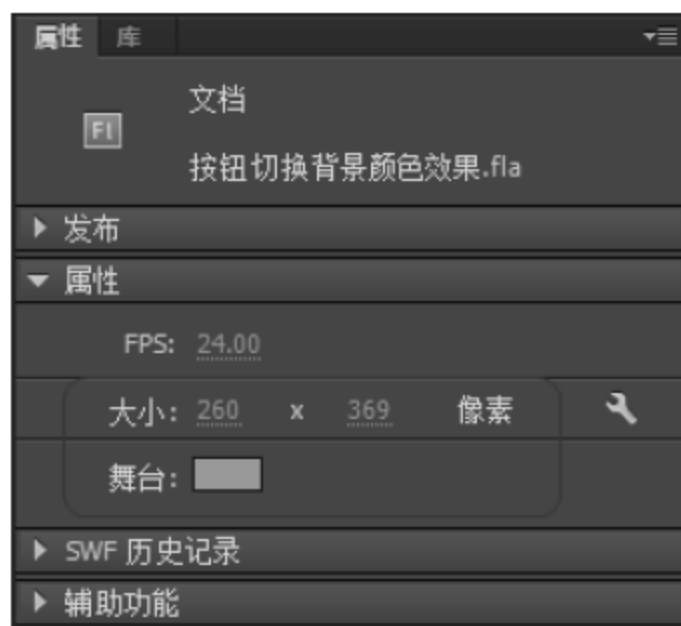 属性 库
文档
Fl
按钮切换背景颜色效果.fla
发布
属性
FPS: 24.00
大小: 260 x 369 像素
舞台:
SWF 历史记录
辅助功能